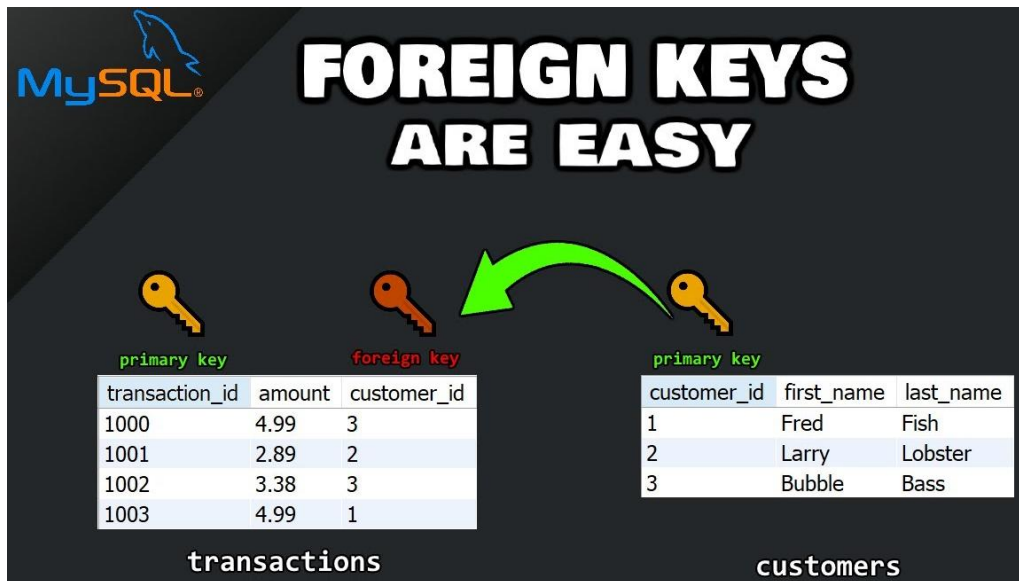 MySQL®
FOREIGN KEYS
ARE EASY
primary key
foreign key
transaction_id amount customer_id
1000 4.99 3
1001 2.89 2
1002 3.38 3
1003 4.99 1
transactions
primary key
customer_id first_name last_name
1 Fred Fish
2 Larry Lobster
3 Bubble Bass
customers